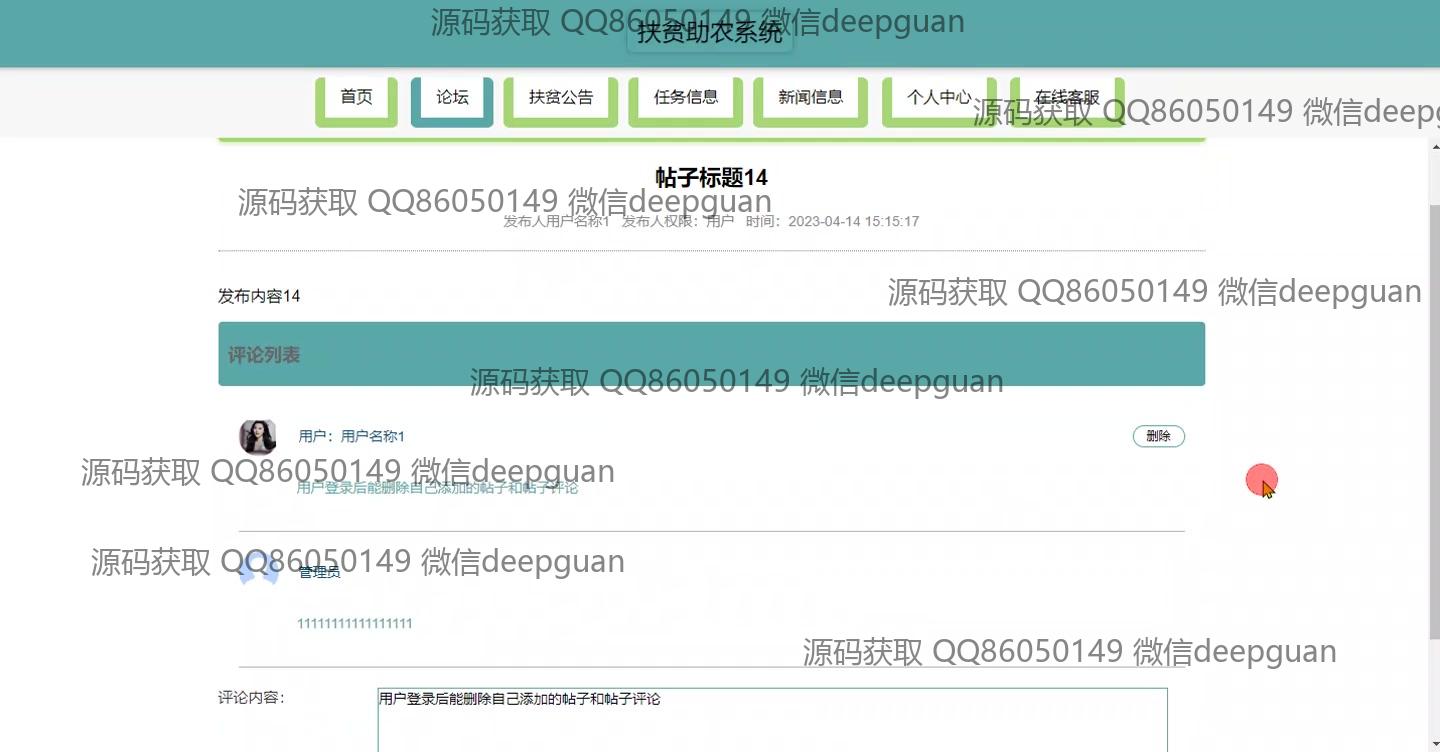 源码获取 QQ86050149 微信deepguan
扶贫助农系统
首页 论坛 扶贫公告 任务信息 新闻信息 个人中心 在线客服
源码获取 QQ86050149 微信deepg
帖子标题14
源码获取 QQ86050149 微信deepguan
发布人用户名称1 发布人权限：用户 时间：2023-04-14 15:15:17
发布内容14
源码获取 QQ86050149 微信deepguan
评论列表
源码获取 QQ86050149 微信deepguan
用户：用户名称1 删除
源码获取 QQ86050149 微信deepguan
用户登录后能删除自己添加的帖子和帖子评论
源码获取 QQ86050149 微信deepguan
管理员
11111111111111111
源码获取 QQ86050149 微信deepguan
评论内容： 用户登录后能删除自己添加的帖子和帖子评论